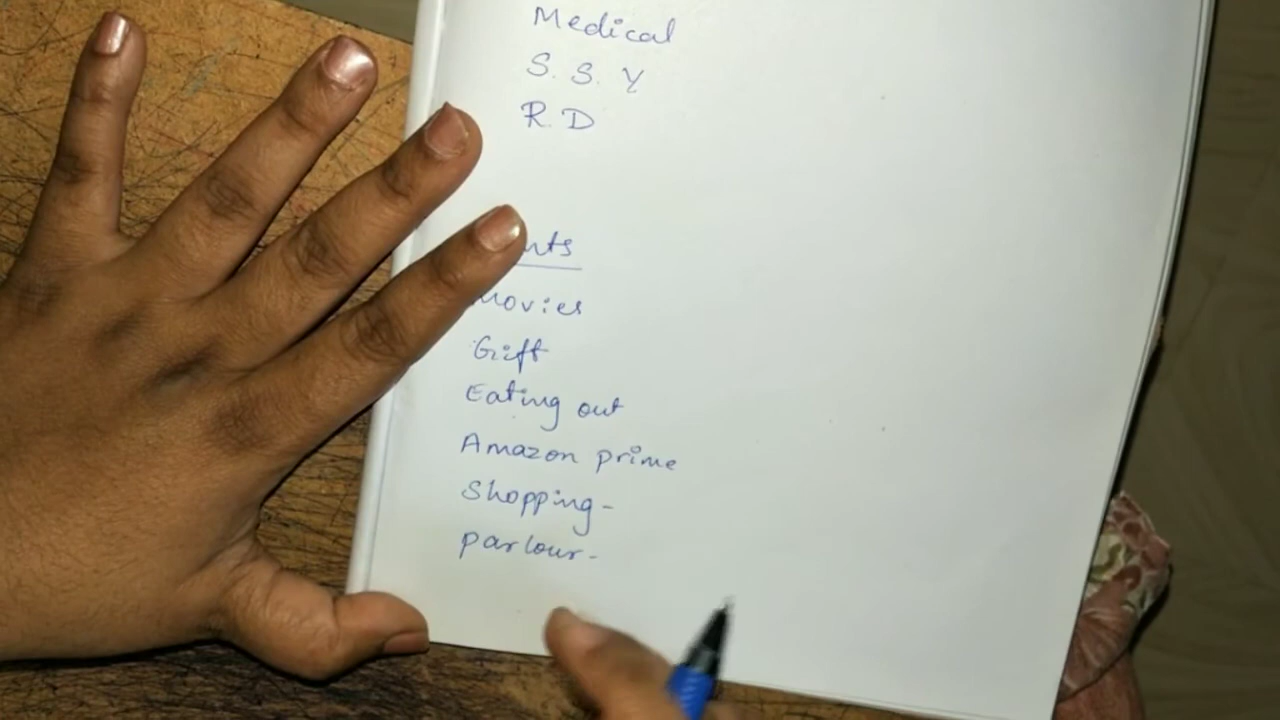 Medical
S. S. Y
R. D
Movies
Gift
Eating out
Amazon prime
Shopping-
parlour-